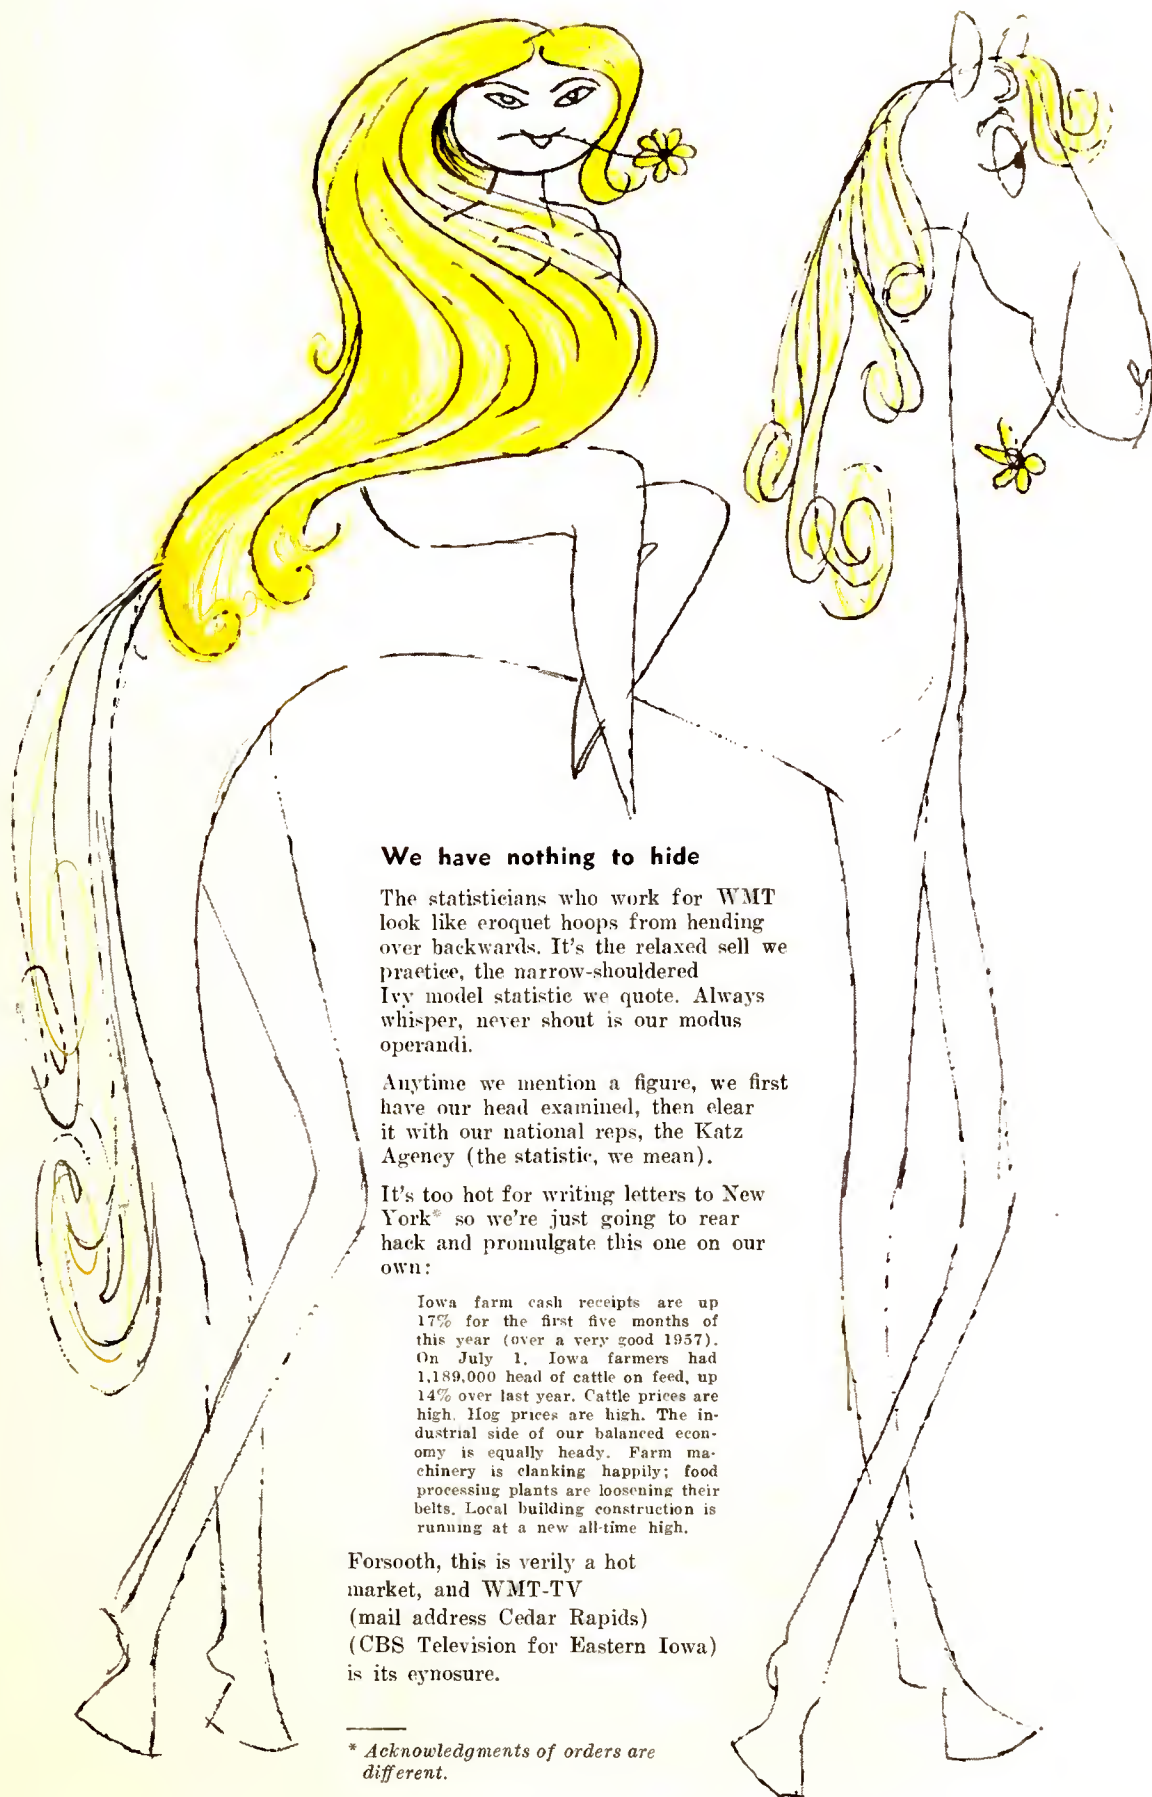 We have nothing to hide
The statisticians who work for WMT
look like croquet hoops from bending
over backwards. It's the relaxed sell we
practice, the narrow-shouldered
Ivy model statistic we quote. Always
whisper, never shout is our modus
operandi.
Anytime we mention a figure, we first
have our head examined, then clear
it with our national reps, the Katz
Agency (the statistic, we mean).
It's too hot for writing letters to New
York* so we're just going to rear
back and promulgate this one on our
own:
Iowa farm cash receipts are up
17% for the first five months of
this year (over a very good 1957).
On July 1, Iowa farmers had
1,189,000 head of cattle on feed, up
14% over last year. Cattle prices are
high. Hog prices are high. The in-
dustrial side of our balanced econ-
omy is equally heady. Farm ma-
chinery is clanking happily; food
processing plants are loosening their
belts. Local building construction is
running at a new all-time high.
Forsooth, this is verily a hot
market, and WMT-TV
(mail address Cedar Rapids)
(CBS Television for Eastern Iowa)
is its cynosure.
* Acknowledgments of orders are
different.